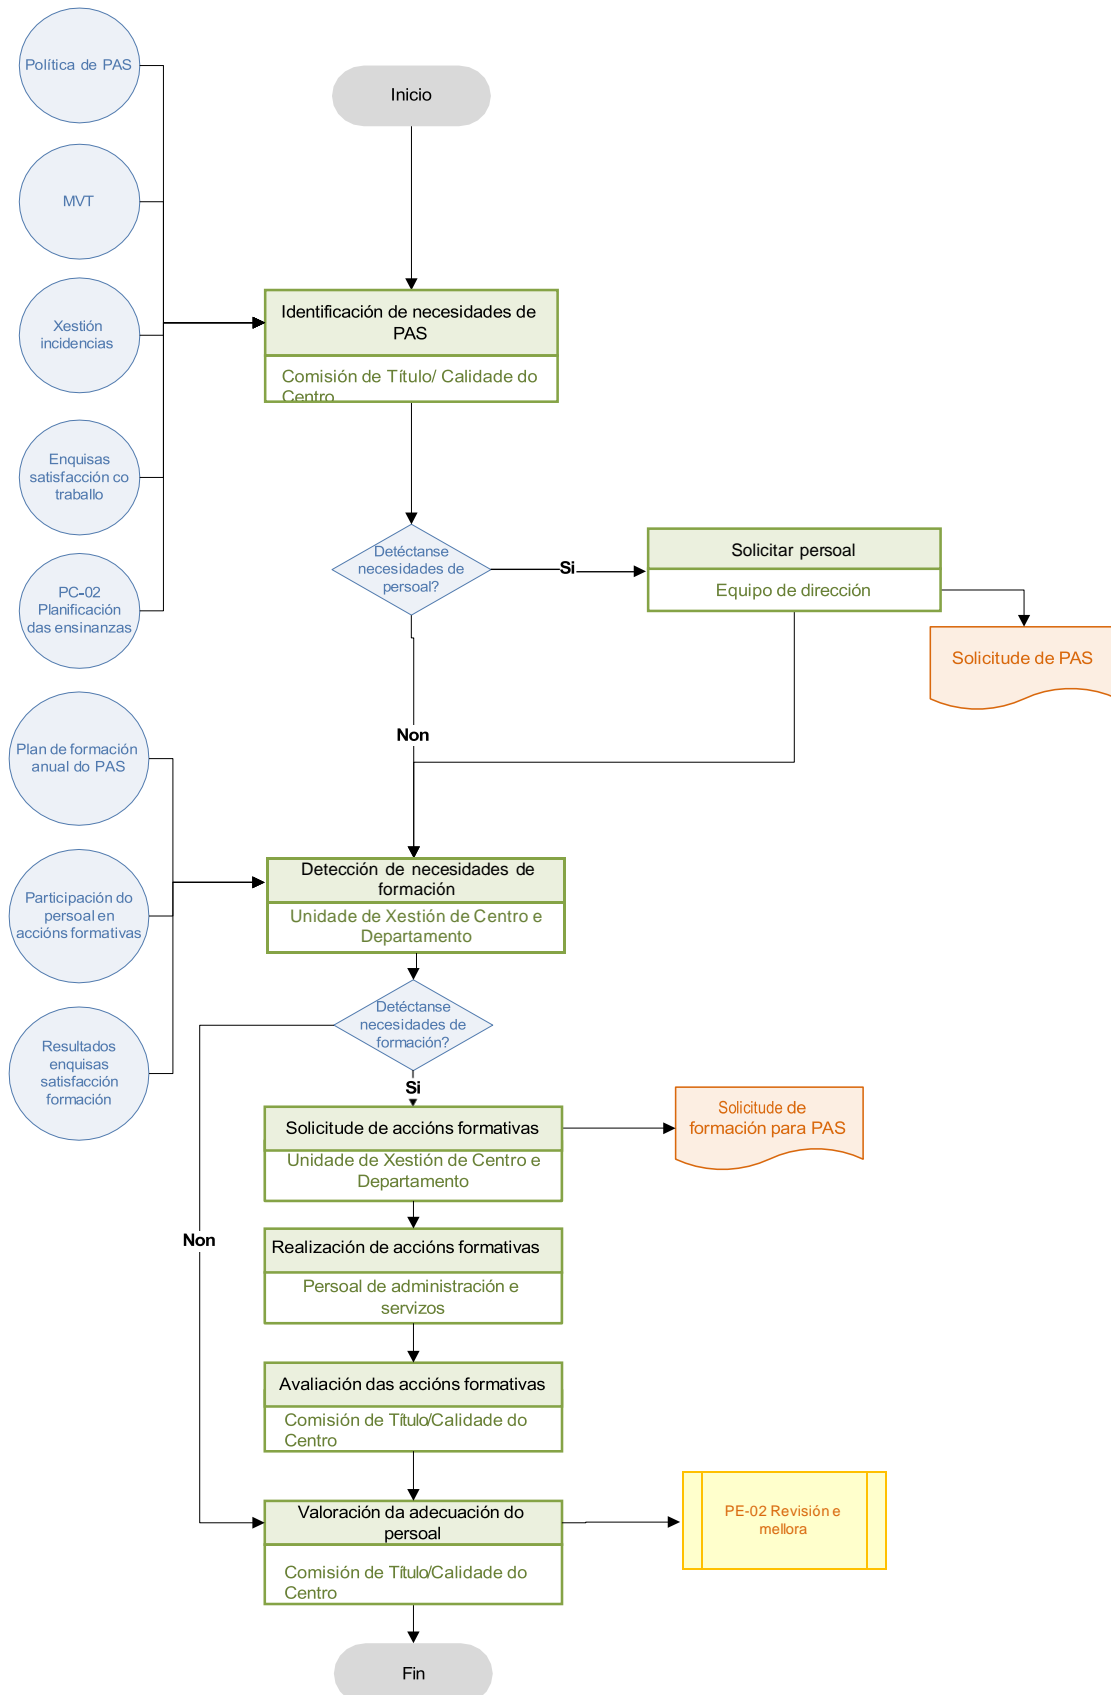 Política de PAS
Inicio
MVT
Xestión
incidencias
Identificación de necesidades de
PAS
Comisión de Título/ Calidade do
Centro
Enquisas
satisfacción co
traballo
Detéctanse
necesidades de
persoal?
Si
Solicitar persoal
Equipo de dirección
Solicitude de PAS
PC-02
Planificación
das ensinanzas
Non
Plan de formación
anual do PAS
Detección de necesidades de
formación
Unidade de Xestión de Centro e
Departamento
Participación do
persoal en
accións formativas
Detéctanse
necesidades de
formación?
Resultados
enquisas
satisfacción
formación
Si
Solicitude de accións formativas
Unidade de Xestión de Centro e
Departamento
Solicitude de
formación para PAS
Non
Realización de accións formativas
Persoal de administración e
servizos
Avaliación das accións formativas
Comisión de Título/Calidade do
Centro
Valoración da adecuación do
persoal
Comisión de Título/Calidade do
Centro
PE-02 Revisión e
mellora
Fin